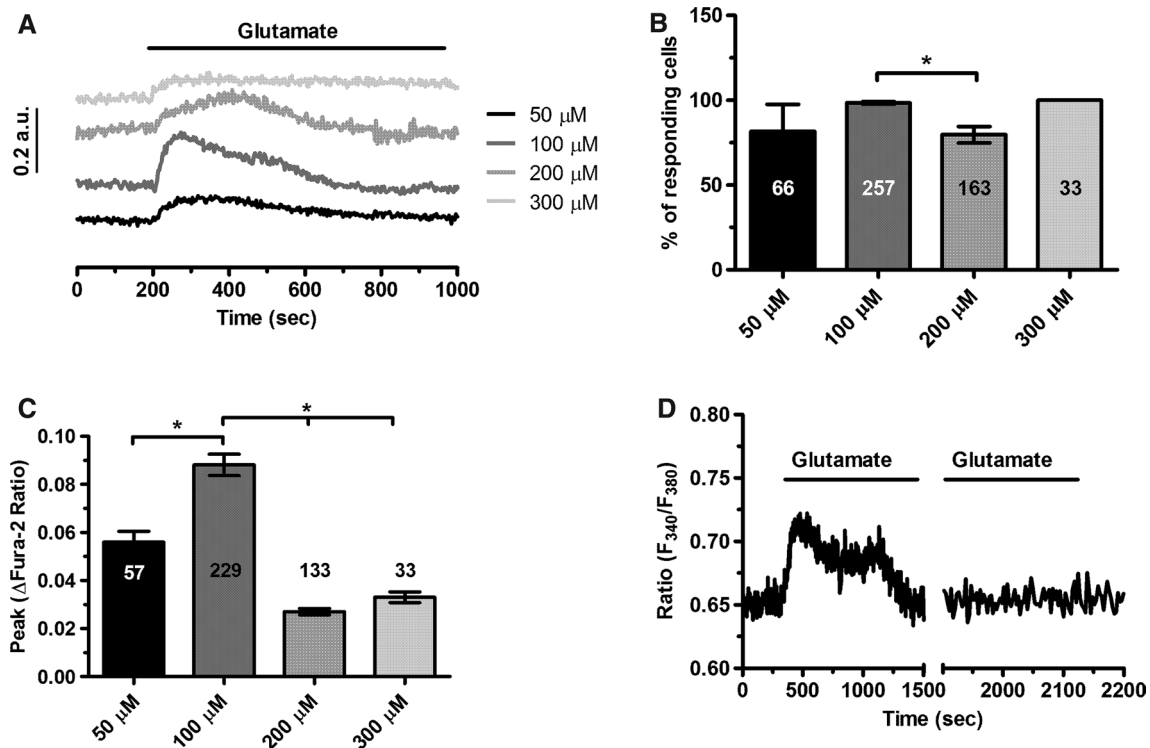 A
Glutamate
0.2 a.u.
50 μM
100 μM
200 μM
300 μM
0 200 400 600 800 1000
Time (sec)
B
*
% of responding cells
150
100
50
0
66 257 163 33
50 μM 100 μM 200 μM 300 μM
C
* *
Peak (ΔFura-2 Ratio)
0.10
0.08
0.06
0.04
0.02
0.00
57 229 133 33
50 μM 100 μM 200 μM 300 μM
D
Glutamate Glutamate
Ratio (F340/F380)
0.80
0.75
0.70
0.65
0.60
0 500 1000 1500 2000 2100 2200
Time (sec)